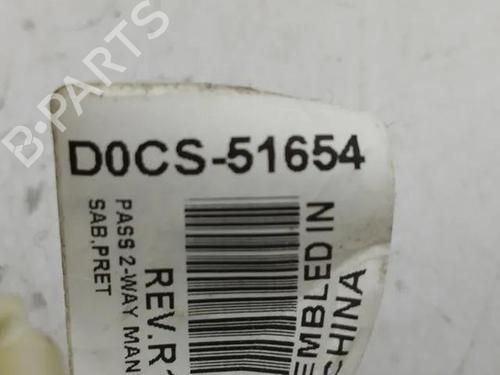 B-PARTS
D0CS-51654
PASS 2-WAY MAN
SAB,PRET
REV.R
EMBLED IN
CHINA